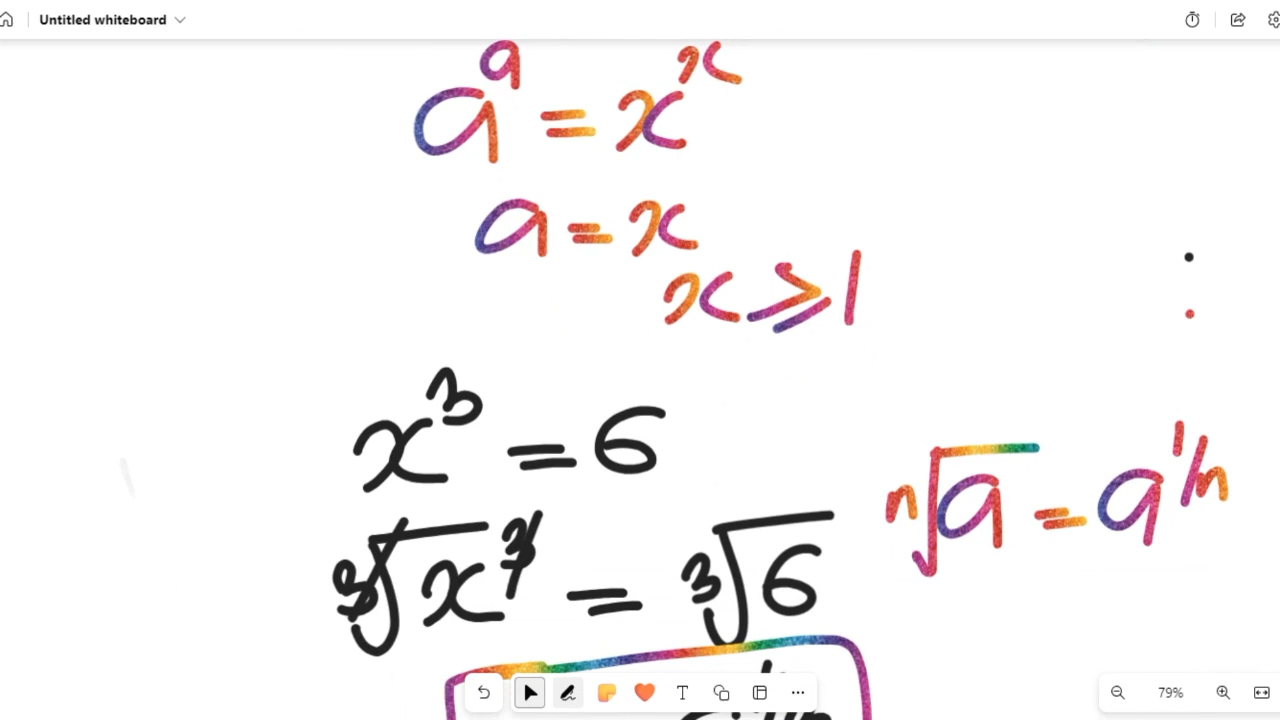 Untitled whiteboard
a^a = x^x
a = x
x ≥ 1
x^3 = 6
∛x^3 = ∛6
ⁿ√a = a^1/n
79%